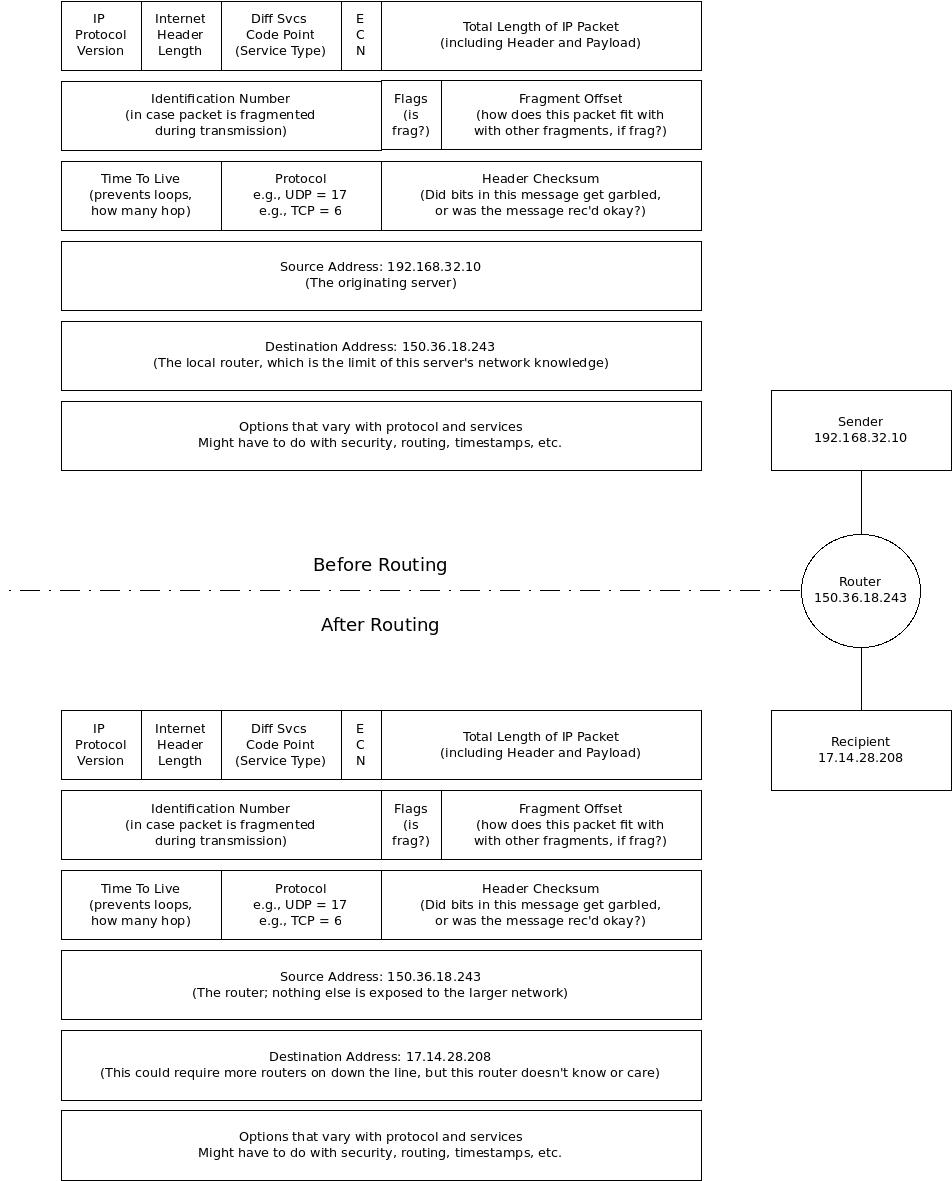 IP
Protocol
Version
Internet
Header
Length
Diff Svcs
Code Point
(Service Type)
E
C
N
Total Length of IP Packet
(including Header and Payload)
Identification Number
(in case packet is fragmented
during transmission)
Flags
(is
frag?)
Fragment Offset
(how does this packet fit with
with other fragments, if frag?)
Time To Live
(prevents loops,
how many hop)
Protocol
e.g., UDP = 17
e.g., TCP = 6
Header Checksum
(Did bits in this message get garbled,
or was the message rec'd okay?)
Source Address: 192.168.32.10
(The originating server)
Destination Address: 150.36.18.243
(The local router, which is the limit of this server's network knowledge)
Options that vary with protocol and services
Might have to do with security, routing, timestamps, etc.
Sender
192.168.32.10
Before Routing
Router
150.36.18.243
After Routing
Recipient
17.14.28.208
IP
Protocol
Version
Internet
Header
Length
Diff Svcs
Code Point
(Service Type)
E
C
N
Total Length of IP Packet
(including Header and Payload)
Identification Number
(in case packet is fragmented
during transmission)
Flags
(is
frag?)
Fragment Offset
(how does this packet fit with
with other fragments, if frag?)
Time To Live
(prevents loops,
how many hop)
Protocol
e.g., UDP = 17
e.g., TCP = 6
Header Checksum
(Did bits in this message get garbled,
or was the message rec'd okay?)
Source Address: 150.36.18.243
(The router; nothing else is exposed to the larger network)
Destination Address: 17.14.28.208
(This could require more routers on down the line, but this router doesn't know or care)
Options that vary with protocol and services
Might have to do with security, routing, timestamps, etc.